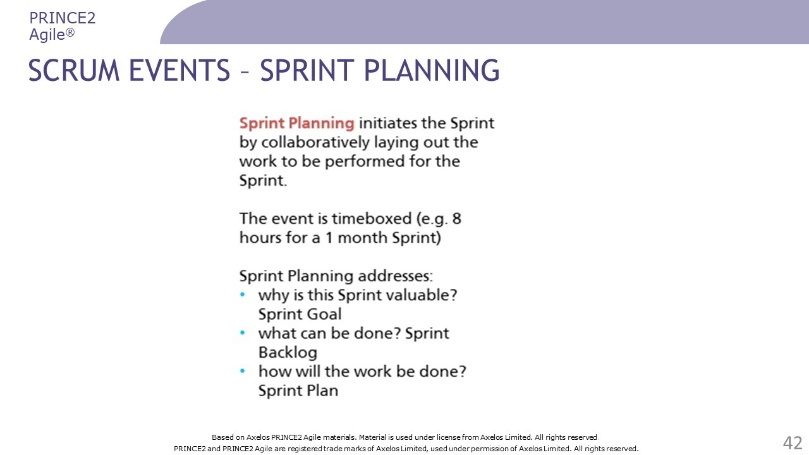 PRINCE2
Agile®
SCRUM EVENTS – SPRINT PLANNING
Sprint Planning initiates the Sprint
by collaboratively laying out the
work to be performed for the
Sprint.
The event is timeboxed (e.g. 8
hours for a 1 month Sprint)
Sprint Planning addresses:
• why is this Sprint valuable?
Sprint Goal
• what can be done? Sprint
Backlog
• how will the work be done?
Sprint Plan
Based on Axelos PRINCE2 Agile materials. Material is used under license from Axelos Limited. All rights reserved
PRINCE2 and PRINCE2 Agile are registered trade marks of Axelos Limited, used under permission of Axelos Limited. All rights reserved.
42